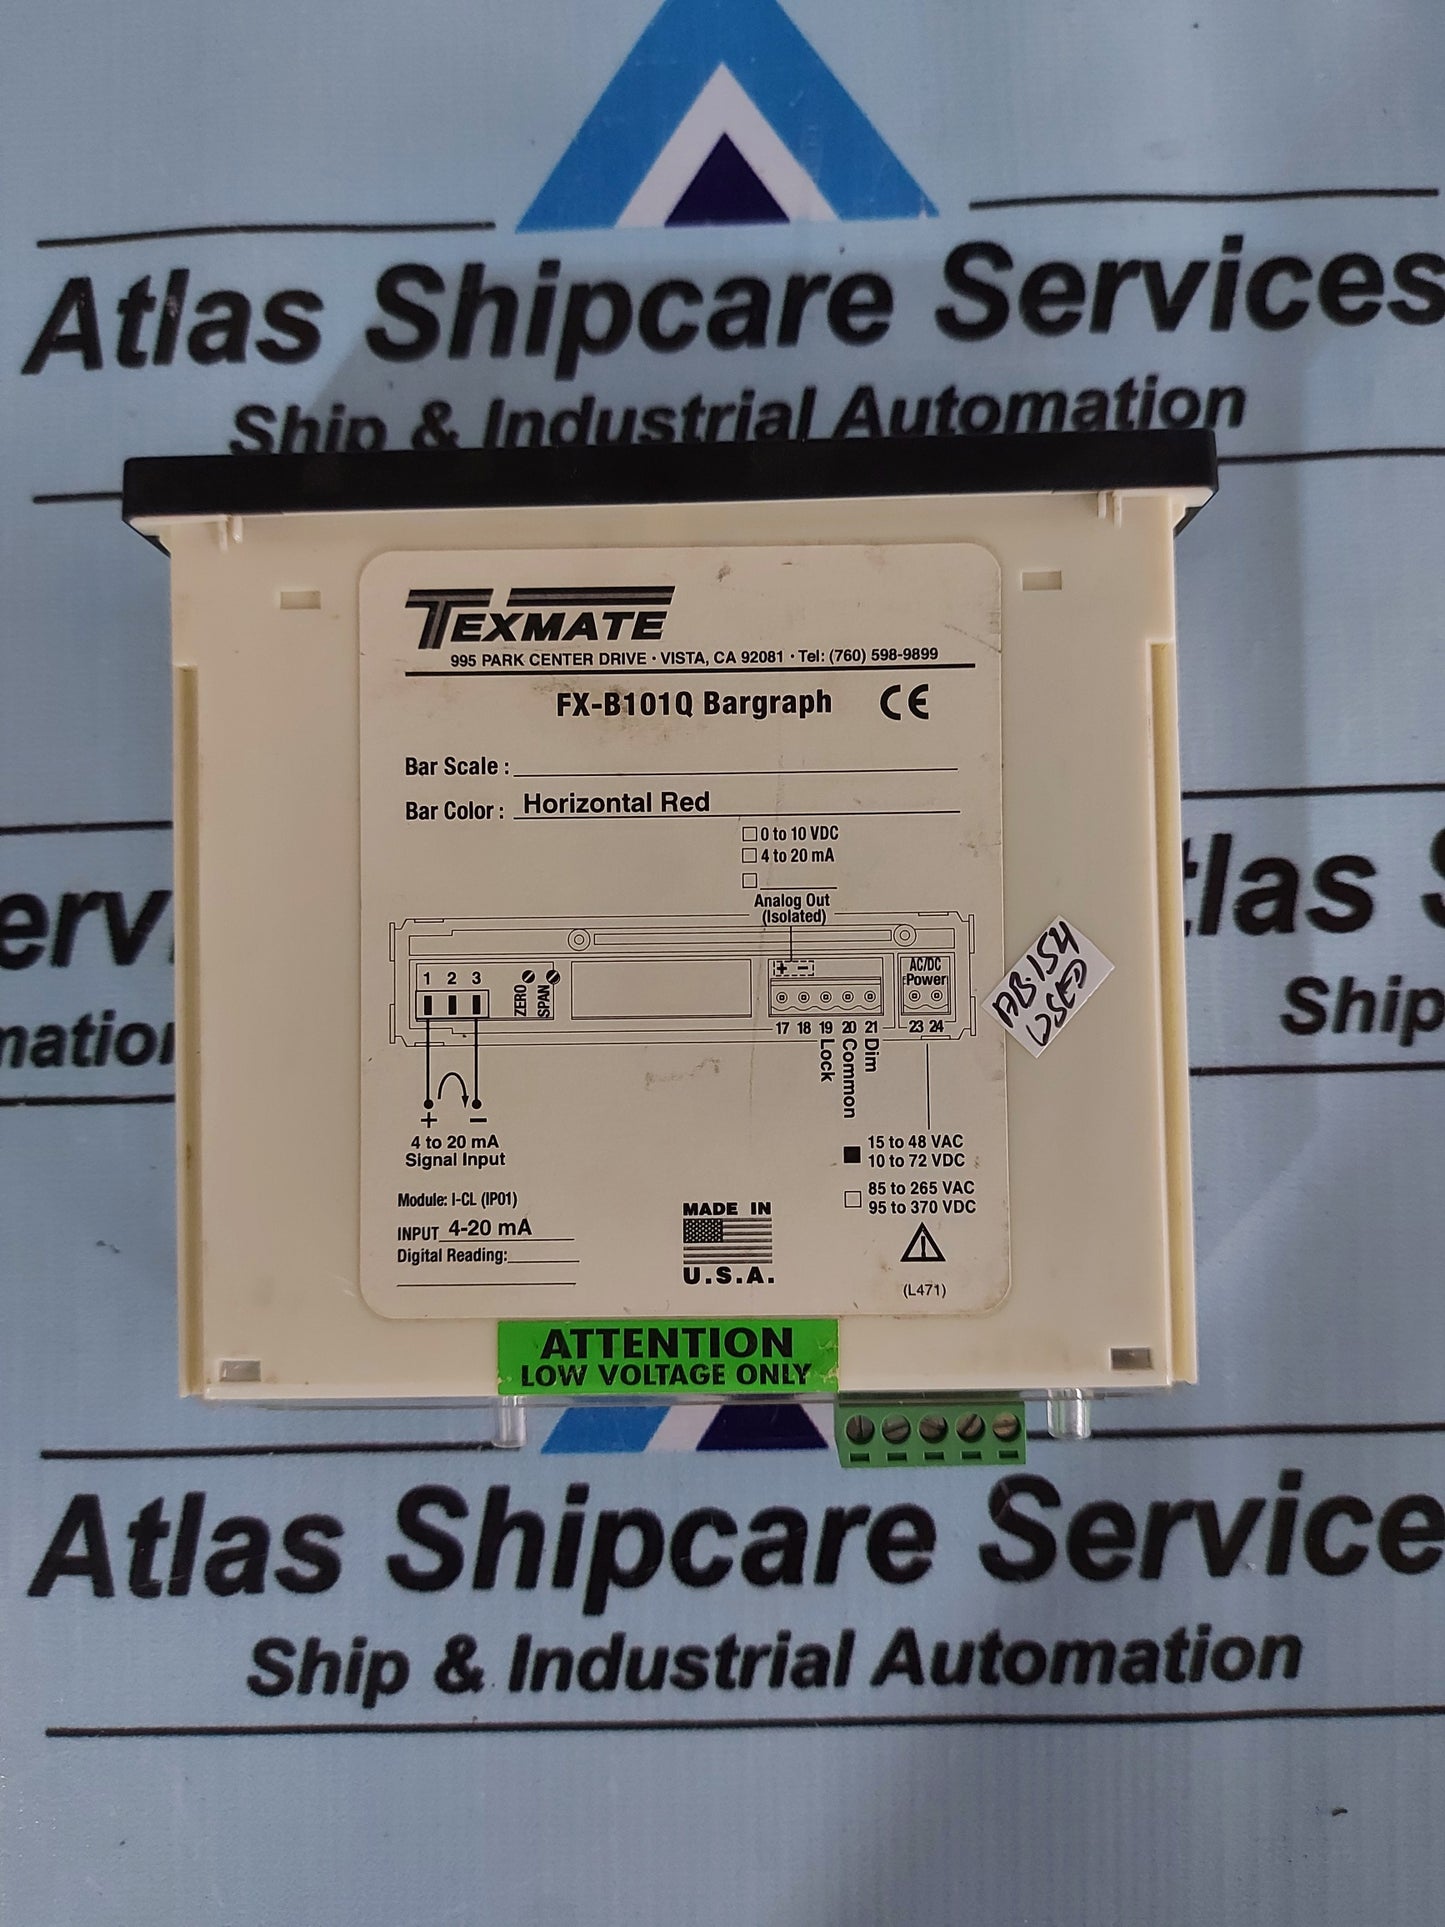 Atlas Shipcare Services
Ship & Industrial Automation
TEXMATE
995 PARK CENTER DRIVE · VISTA, CA 92081 · Tel: (760) 598-9899
FX-B101Q Bargraph CE
Bar Scale :
Bar Color : Horizontal Red
0 to 10 VDC
4 to 20 mA
Analog Out
(Isolated)
1 2 3
ZERO
SPAN
+ −
AC/DC
Power
17 18 19 20 21 23 24
Lock
Common
Dim
+ −
4 to 20 mA
Signal Input
15 to 48 VAC
10 to 72 VDC
85 to 265 VAC
95 to 370 VDC
Module: I-CL (IP01)
INPUT 4-20 mA
Digital Reading:
MADE IN
U.S.A.
(L471)
AB-154
USED
ATTENTION
LOW VOLTAGE ONLY
erv
mation
tlas S
Ship
Atlas Shipcare Service
Ship & Industrial Automation